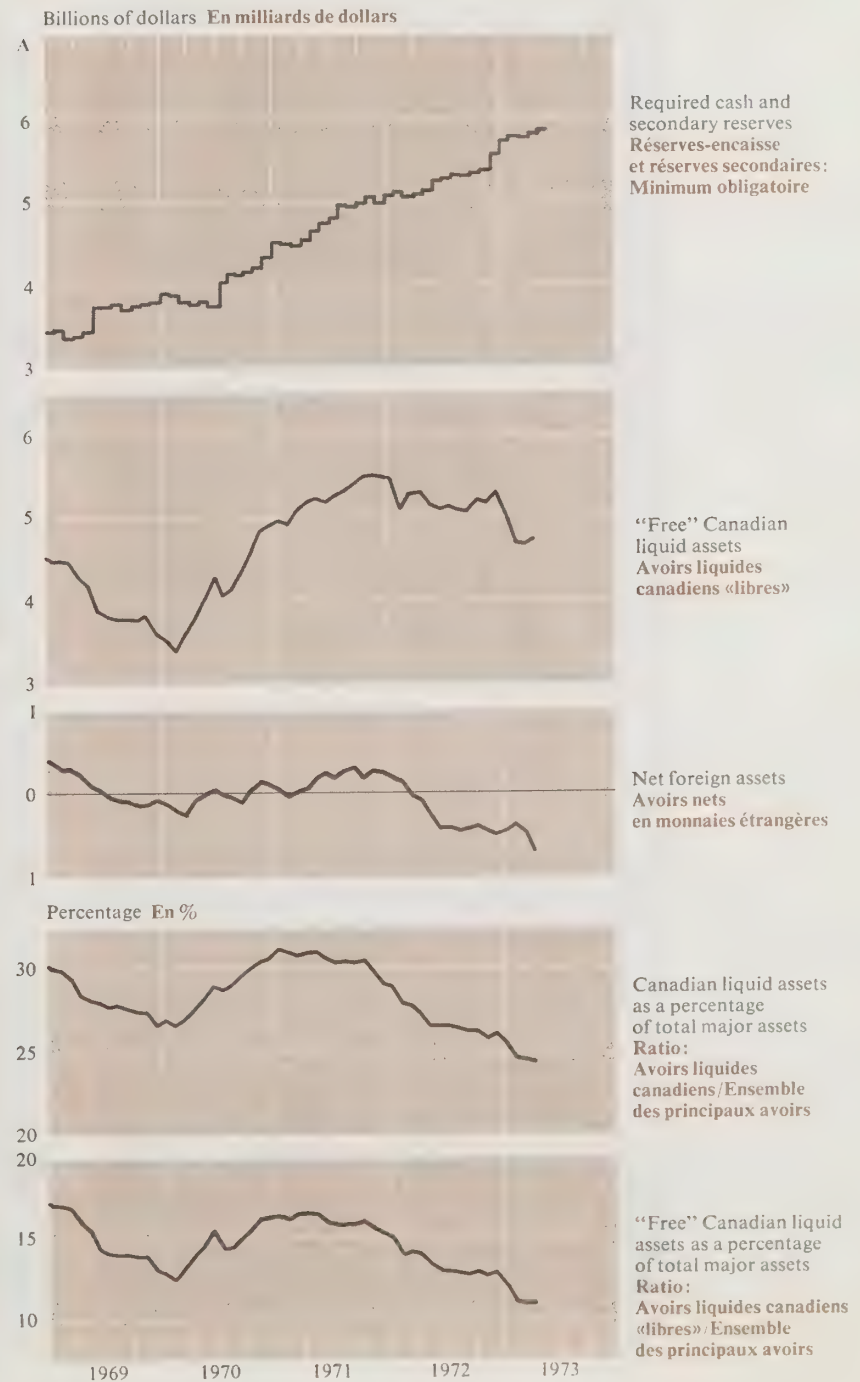 Billions of dollars En milliards de dollars
A
6
5
4
3
Required cash and
secondary reserves
Réserves-encaisse
et réserves secondaires:
Minimum obligatoire
6
5
4
3
"Free" Canadian
liquid assets
Avoirs liquides
canadiens «libres»
1
0
1
Net foreign assets
Avoirs nets
en monnaies étrangères
Percentage En %
30
25
20
Canadian liquid assets
as a percentage
of total major assets
Ratio:
Avoirs liquides
canadiens/Ensemble
des principaux avoirs
20
15
10
"Free" Canadian liquid
assets as a percentage
of total major assets
Ratio:
Avoirs liquides canadiens
«libres»/Ensemble
des principaux avoirs
1969 1970 1971 1972 1973